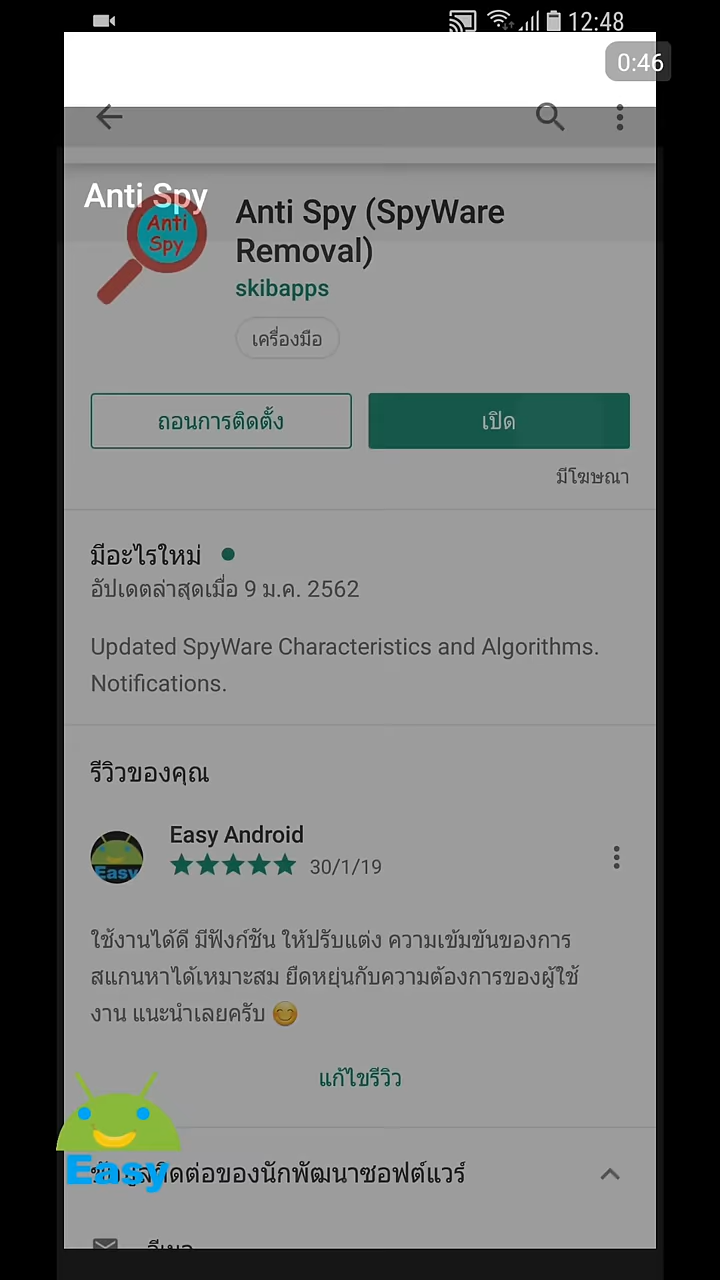 12:48
0:46
Anti Spy
Anti
Spy
Anti Spy (SpyWare
Removal)
skibapps
เครื่องมือ
ถอนการติดตั้ง
เปิด
มีโฆษณา
มีอะไรใหม่
อัปเดตล่าสุดเมื่อ 9 ม.ค. 2562
Updated SpyWare Characteristics and Algorithms.
Notifications.
รีวิวของคุณ
Easy Android
30/1/19
Easy
ใช้งานได้ดี มีฟังก์ชัน ให้ปรับแต่ง ความเข้มข้นของการ
สแกนหาได้เหมาะสม ยืดหยุ่นกับความต้องการของผู้ใช้
งาน แนะนำเลยครับ 😊
แก้ไขรีวิว
Easy
ข้อมูลติดต่อของนักพัฒนาซอฟต์แวร์
อีเมล